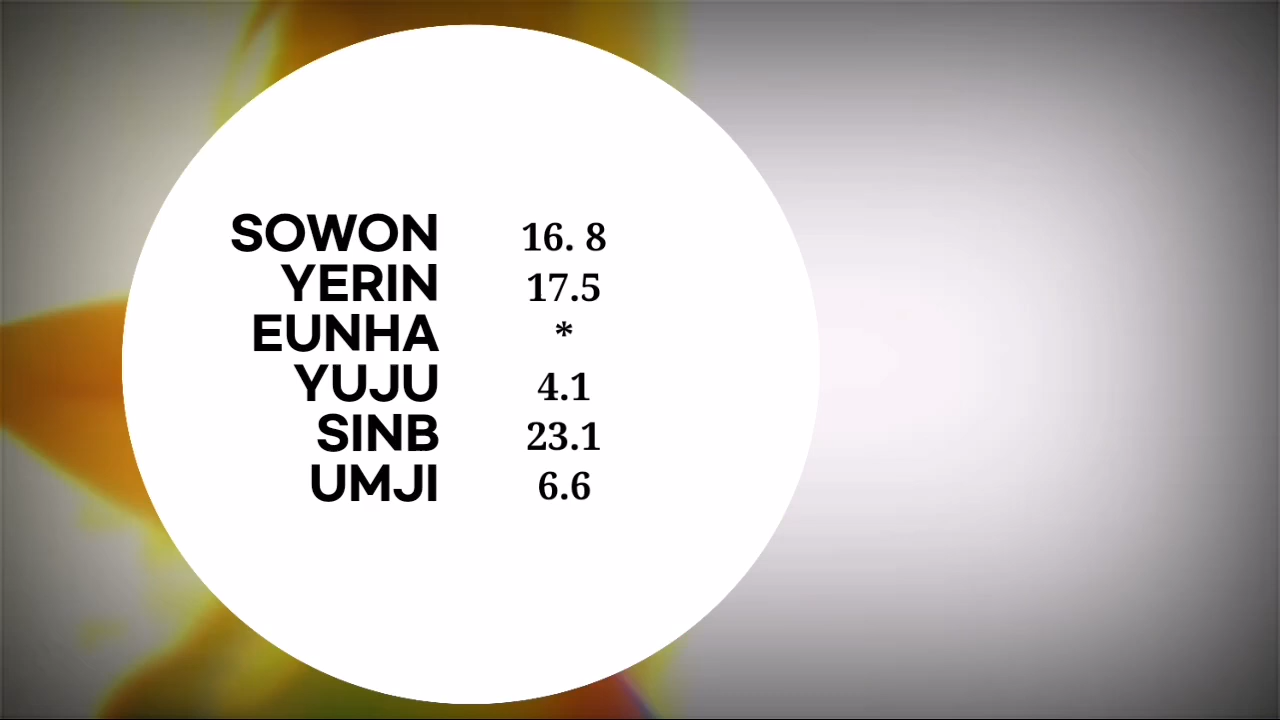 SOWON 16. 8
YERIN 17.5
EUNHA *
YUJU 4.1
SINB 23.1
UMJI 6.6